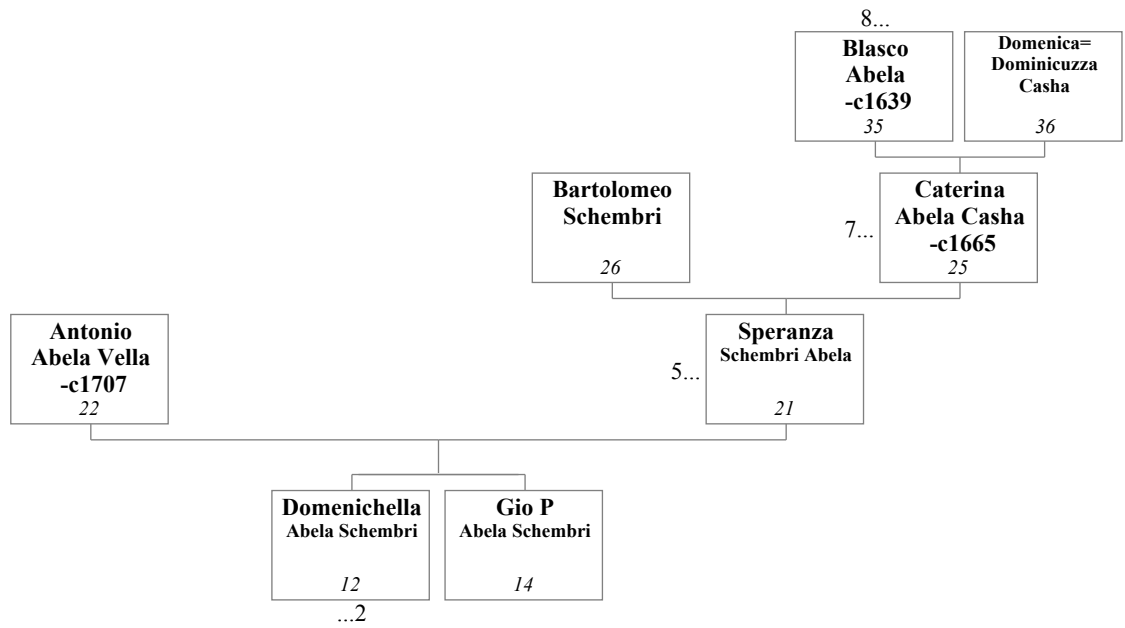 8...
Blasco
Abela
-c1639
35
Domenica=
Dominicuzza
Casha
36
Bartolomeo
Schembri
26
7...
Caterina
Abela Casha
-c1665
25
Antonio
Abela Vella
-c1707
22
5...
Speranza
Schembri Abela
21
Domenichella
Abela Schembri
12
...2
Gio P
Abela Schembri
14